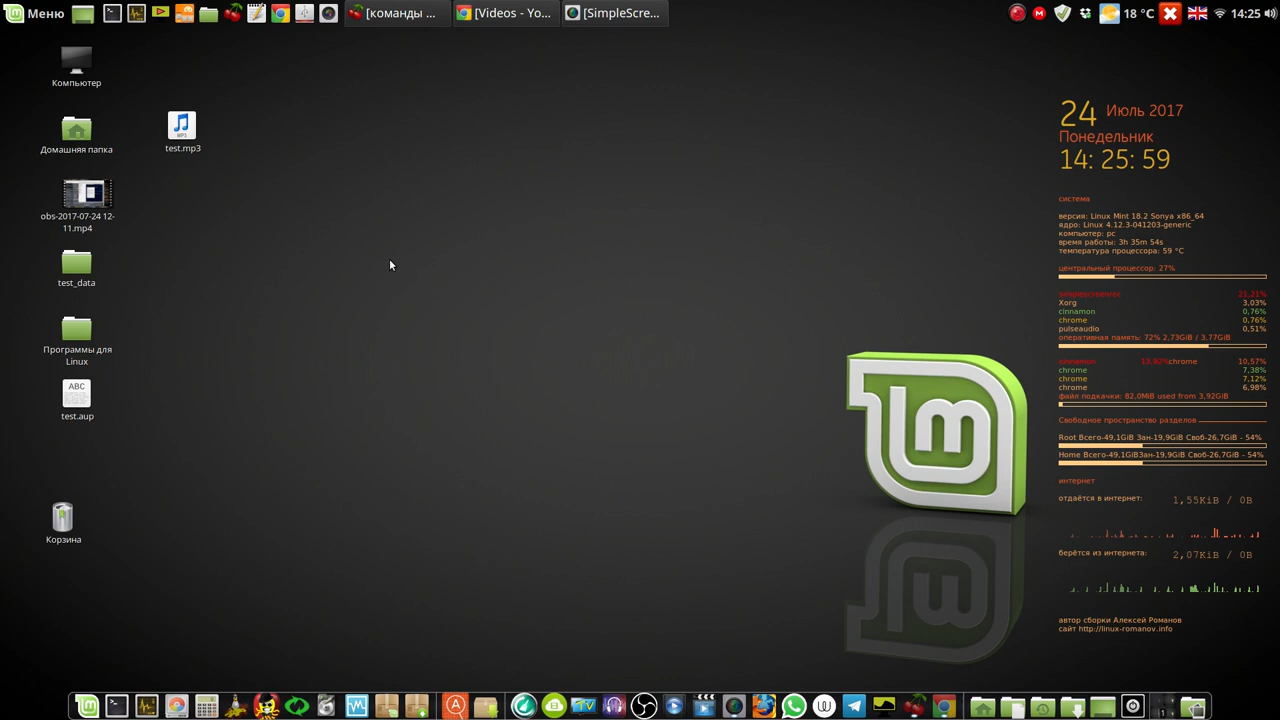 Меню
[команды ...
[Videos - Yo...
[SimpleScre...
18 °C
14:25
Компьютер
Домашняя папка
obs-2017-07-24 12-
11.mp4
test_data
Программы для
Linux
ABC
test.aup
Корзина
MP3
test.mp3
24 Июль 2017
Понедельник
14: 25: 59
система
версия: Linux Mint 18.2 Sonya x86_64
ядро: Linux 4.12.3-041203-generic
компьютер: pc
время работы: 3h 35m 54s
температура процессора: 59 °C
центральный процессор: 27%
21,21%
Xorg 3,03%
cinnamon 0,76%
chrome 0,76%
pulseaudio 0,51%
оперативная память: 72% 2,73GiB / 3,77GiB
cinnamon 13,92%chrome 10,57%
chrome 7,38%
chrome 7,12%
chrome 6,98%
файл подкачки: 82,0MiB used from 3,92GiB
Свободное пространство разделов
Root Всего-49,1GiB Зан-19,9GiB Своб-26,7GiB - 54%
Home Всего-49,1GiBЗан-19,9GiB Своб-26,7GiB - 54%
интернет
отдаётся в интернет: 1,55KiB / 0B
берётся из интернета: 2,07KiB / 0B
автор сборки Алексей Романов
сайт http://linux-romanov.info